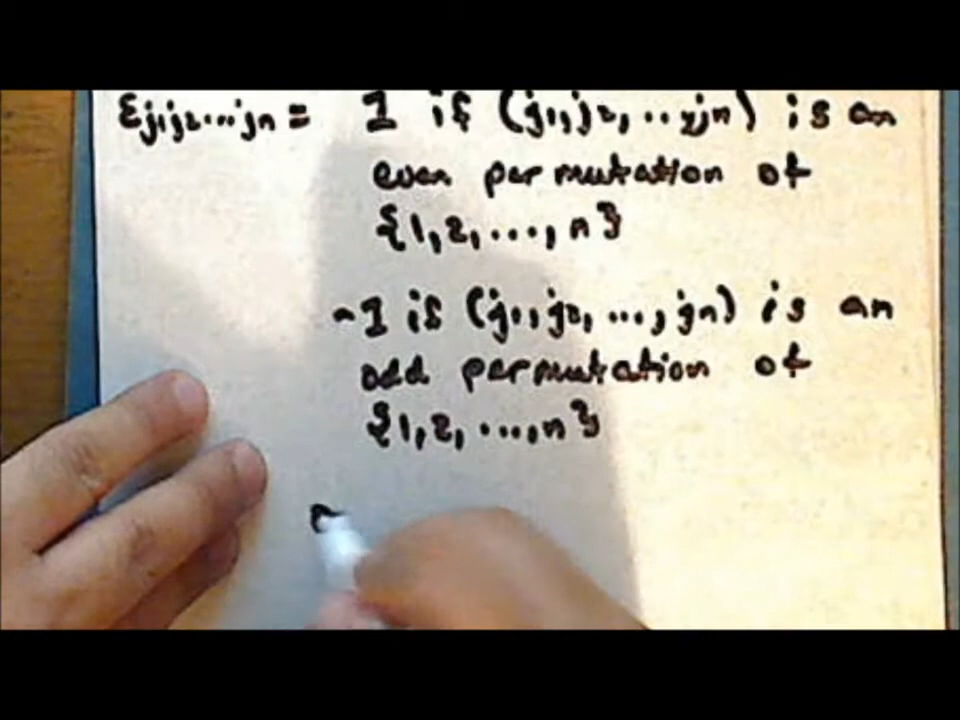 εj₁j₂...jn = 1 if (j₁,j₂,...,jn) is an
even permutation of
{1,2,...,n}
-1 if (j₁,j₂,...,jn) is an
odd permutation of
{1,2,...,n}